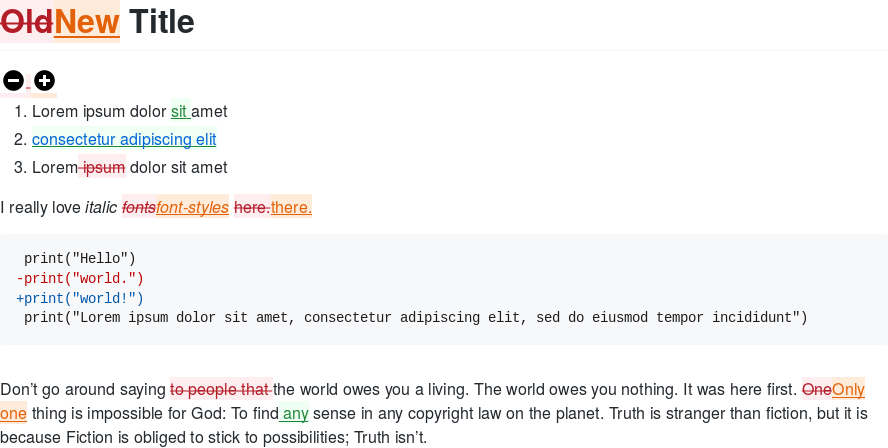 OldNew Title
1. Lorem ipsum dolor sit amet
2. consectetur adipiscing elit
3. Lorem ipsum dolor sit amet
I really love italic fontsfont-styles here.there.
 print("Hello")
-print("world.")
+print("world!")
 print("Lorem ipsum dolor sit amet, consectetur adipiscing elit, sed do eiusmod tempor incididunt")
Don’t go around saying to people that the world owes you a living. The world owes you nothing. It was here first. OneOnly
one thing is impossible for God: To find any sense in any copyright law on the planet. Truth is stranger than fiction, but it is
because Fiction is obliged to stick to possibilities; Truth isn’t.